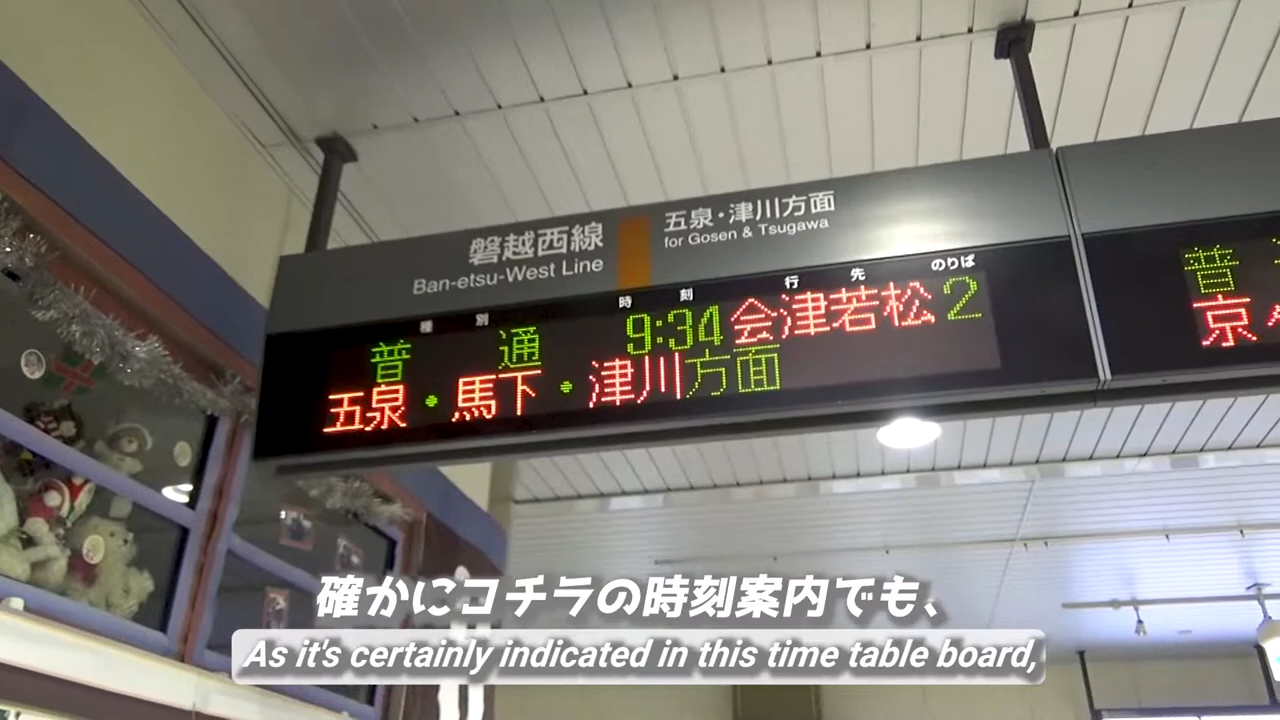 磐越西線
Ban-etsu-West Line
五泉・津川方面
for Gosen & Tsugawa
種別 時刻 行先 のりば
普通 9:34 会津若松 2
五泉・馬下・津川方面
普
京
確かにコチラの時刻案内でも、
As it's certainly indicated in this time table board,